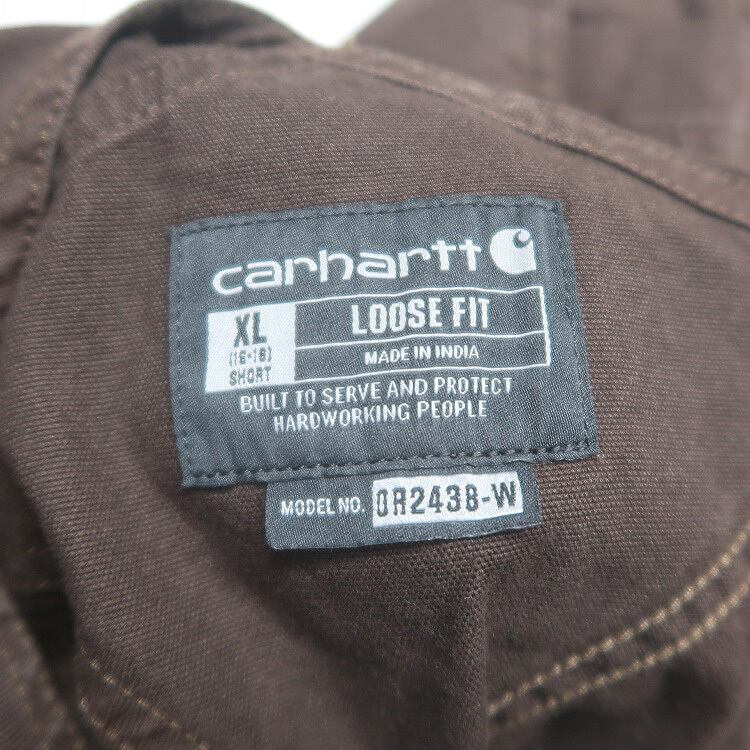 carhartt
XL
(16-18)
SHORT
LOOSE FIT
MADE IN INDIA
BUILT TO SERVE AND PROTECT
HARDWORKING PEOPLE
MODEL NO. OR2438-W